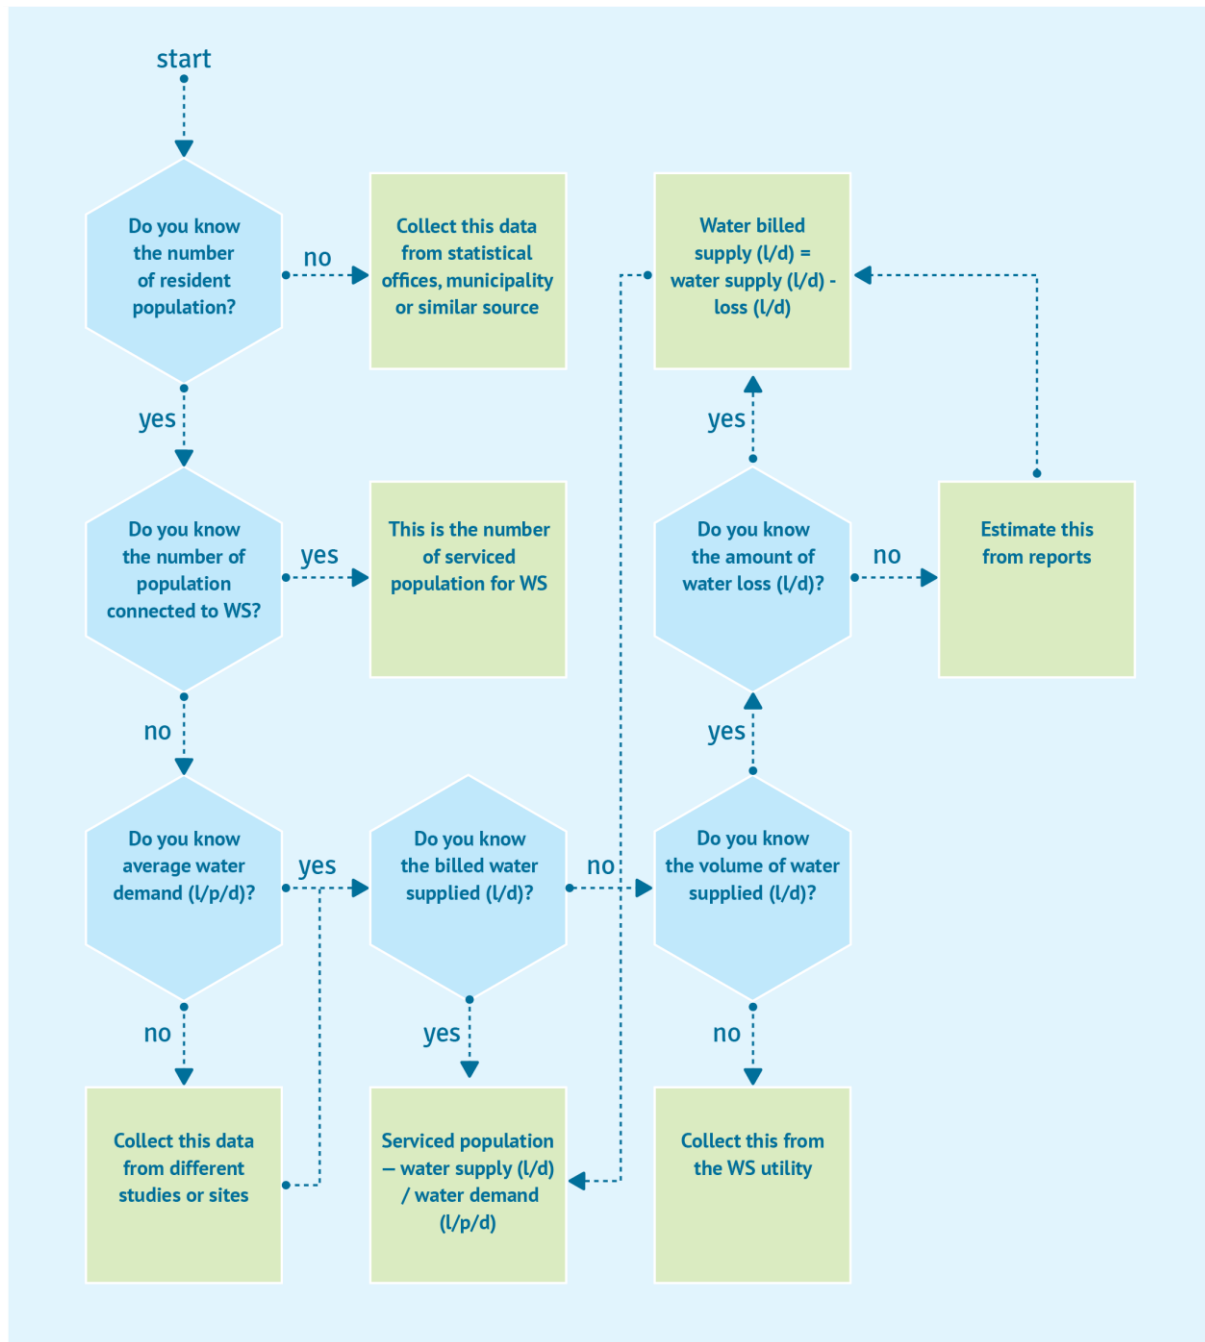 start
Do you know
the number
of resident
population?
no
Collect this data
from statistical
offices, municipality
or similar source
Water billed
supply (l/d) =
water supply (l/d) -
loss (l/d)
yes
yes
Do you know
the number of
population
connected to WS?
yes
This is the number
of serviced
population for WS
Do you know
the amount of
water loss (l/d)?
no
Estimate this
from reports
no
yes
Do you know
average water
demand (l/p/d)?
yes
Do you know
the billed water
supplied (l/d)?
no
Do you know
the volume of water
supplied (l/d)?
no
yes
no
Collect this data
from different
studies or sites
Serviced population
— water supply (l/d)
/ water demand
(l/p/d)
Collect this from
the WS utility